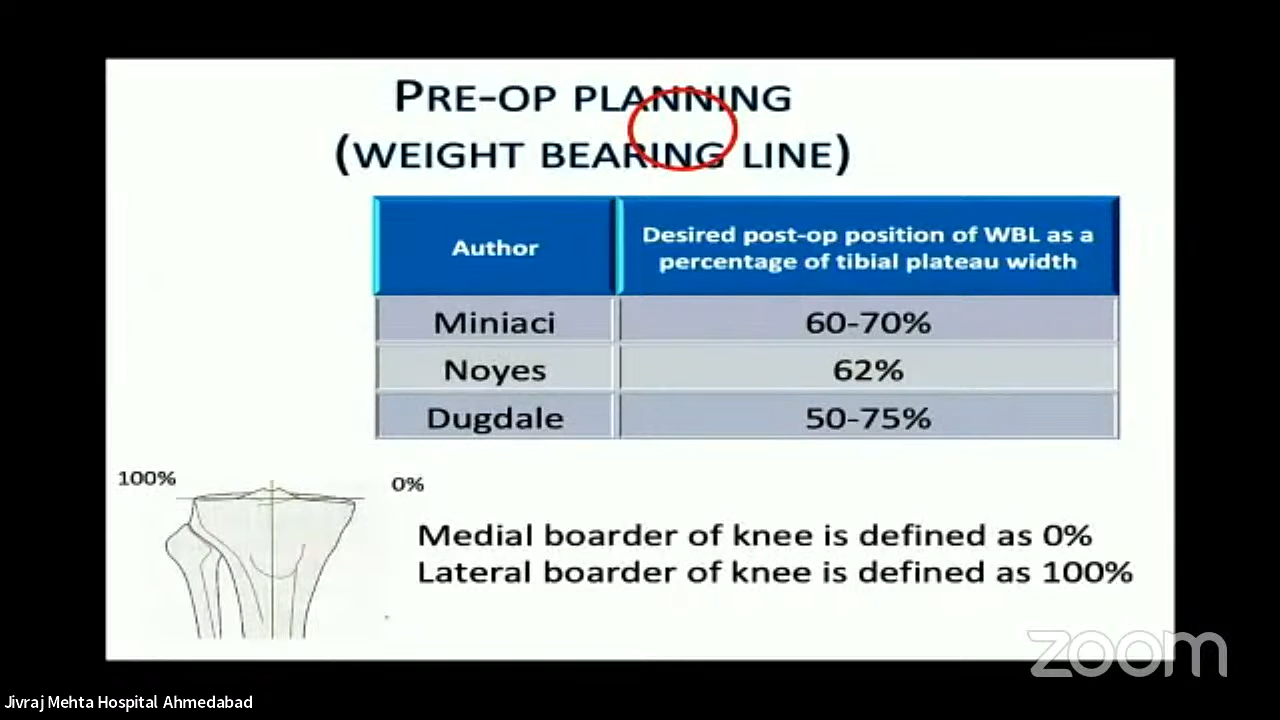 PRE-OP PLANNING
(WEIGHT BEARING LINE)
Author
Desired post-op position of WBL as a
percentage of tibial plateau width
Miniaci
60-70%
Noyes
62%
Dugdale
50-75%
100%
0%
Medial boarder of knee is defined as 0%
Lateral boarder of knee is defined as 100%
zoom
Jivraj Mehta Hospital Ahmedabad